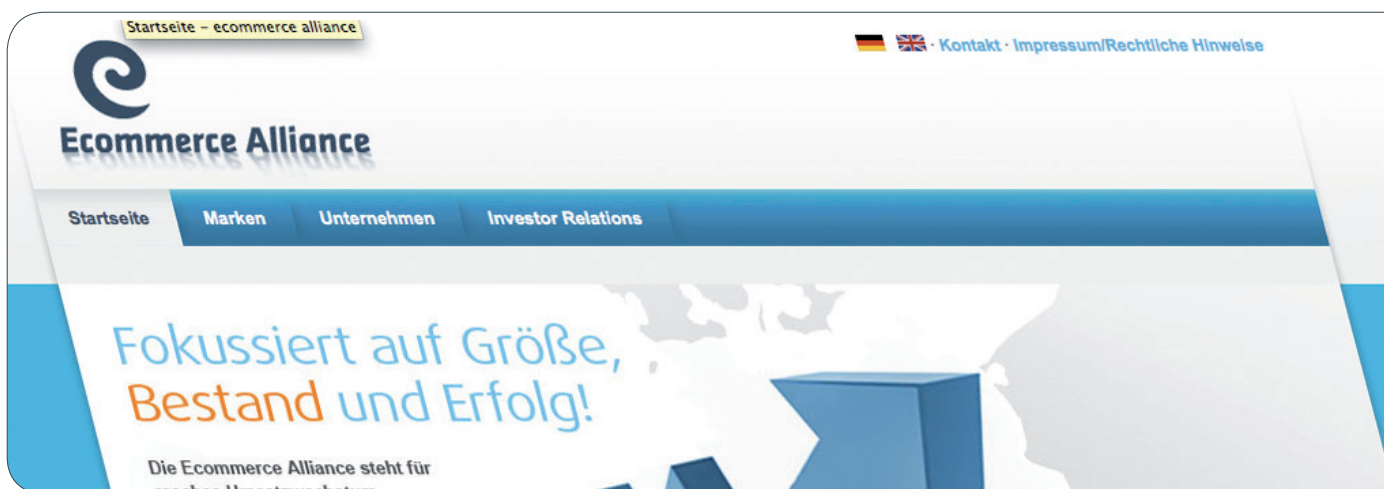 Startseite – ecommerce alliance
· Kontakt · Impressum/Rechtliche Hinweise
Ecommerce Alliance
Startseite Marken Unternehmen Investor Relations
Fokussiert auf Größe,
Bestand und Erfolg!
Die Ecommerce Alliance steht für